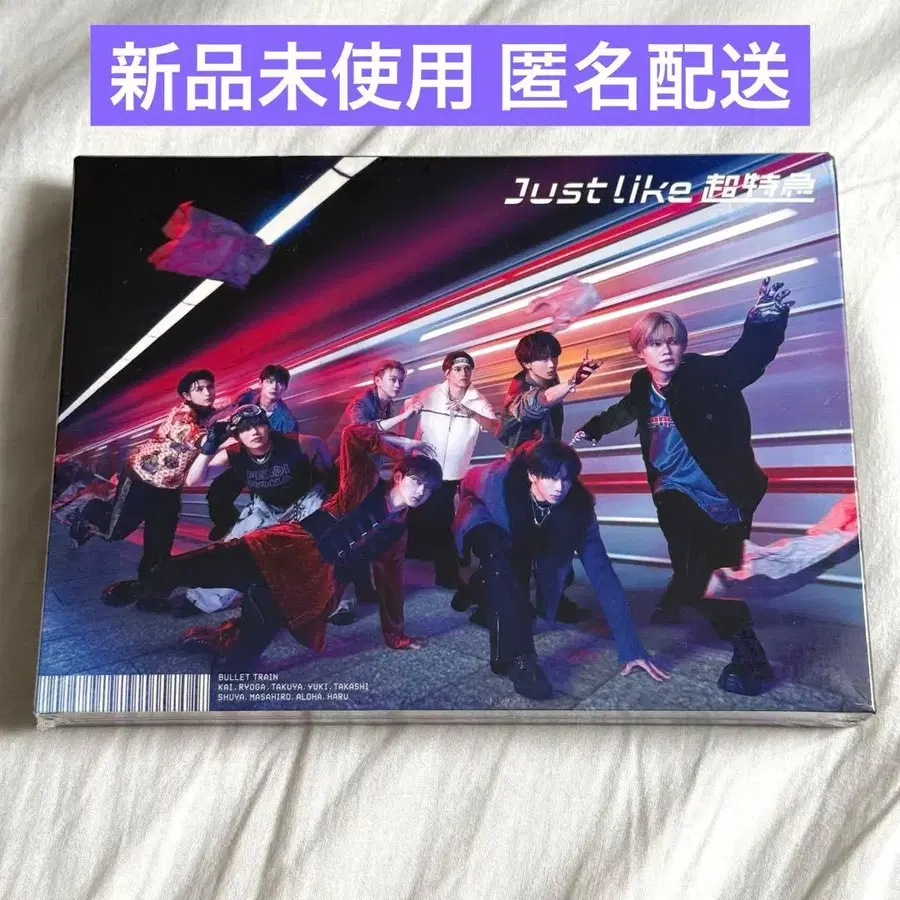 新品未使用 匿名配送
Just like 超特急
BULLET TRAIN
KAI. RYOGA. TAKUYA. YUKI. TAKASHI
SHUYA. MASAHIRO. ALOHA. HARU